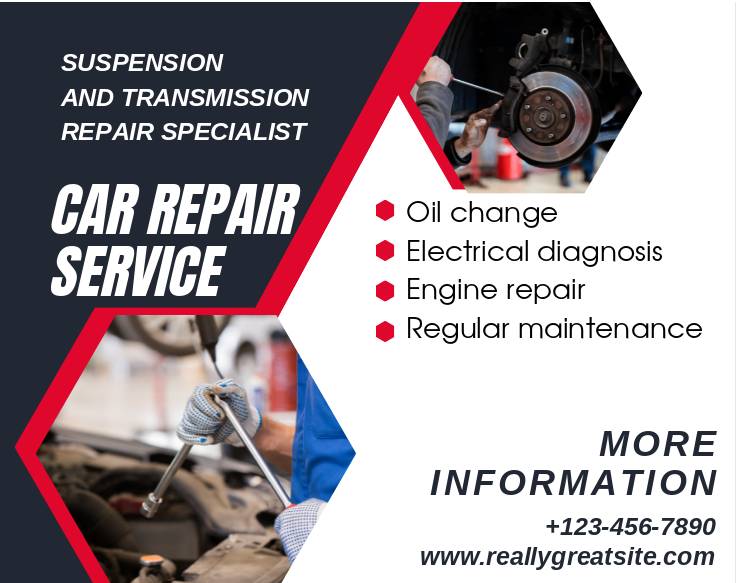 SUSPENSION
AND TRANSMISSION
REPAIR SPECIALIST
CAR REPAIR
SERVICE
Oil change
Electrical diagnosis
Engine repair
Regular maintenance
MORE
INFORMATION
+123-456-7890
www.reallygreatsite.com